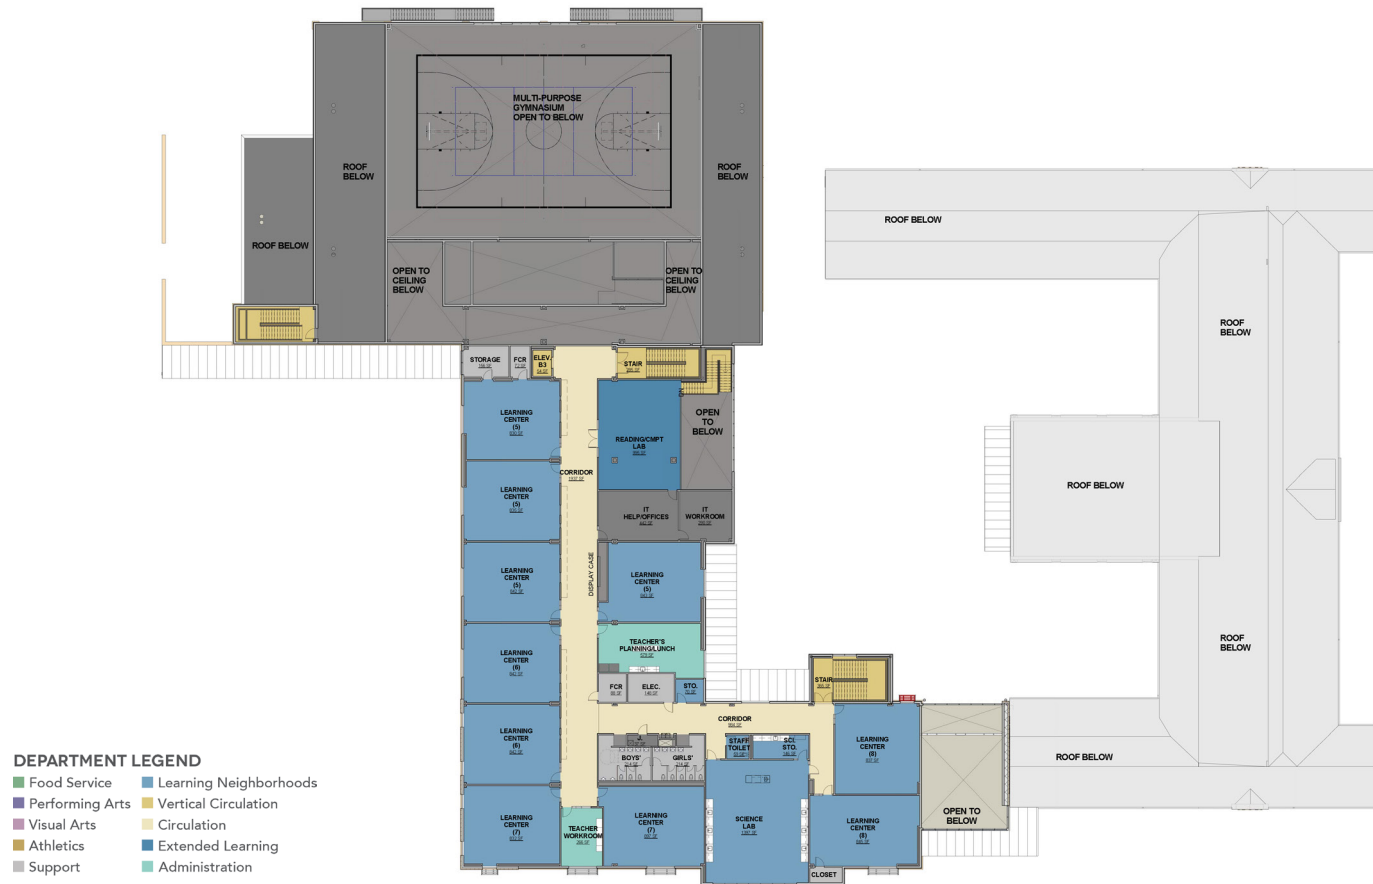 MULTI-PURPOSE
GYMNASIUM
OPEN TO BELOW
ROOF
BELOW
ROOF
BELOW
ROOF BELOW
ROOF BELOW
OPEN TO
CEILING
BELOW
OPEN TO
CEILING
BELOW
ROOF
BELOW
STORAGE
FCR
ELEV.
B3
STAIR
LEARNING
CENTER
(5)
READING/CMPT
LAB
OPEN
TO
BELOW
DN
CORRIDOR
LEARNING
CENTER
(5)
IT
HELP/OFFICES
IT
WORKROOM
ROOF BELOW
LEARNING
CENTER
(5)
DISPLAY CASE
LEARNING
CENTER
(5)
LEARNING
CENTER
(6)
TEACHER'S
PLANNING/LUNCH
ROOF
BELOW
FCR
ELEC.
STO.
STAIR
CORRIDOR
LEARNING
CENTER
(6)
BOYS'
GIRLS'
STAFF
TOILET
SCI.
STO.
LEARNING
CENTER
(8)
ROOF BELOW
LEARNING
CENTER
(7)
TEACHER
WORKROOM
LEARNING
CENTER
(7)
SCIENCE
LAB
LEARNING
CENTER
(8)
OPEN TO
BELOW
CLOSET
DEPARTMENT LEGEND
Food Service
Performing Arts
Visual Arts
Athletics
Support
Learning Neighborhoods
Vertical Circulation
Circulation
Extended Learning
Administration